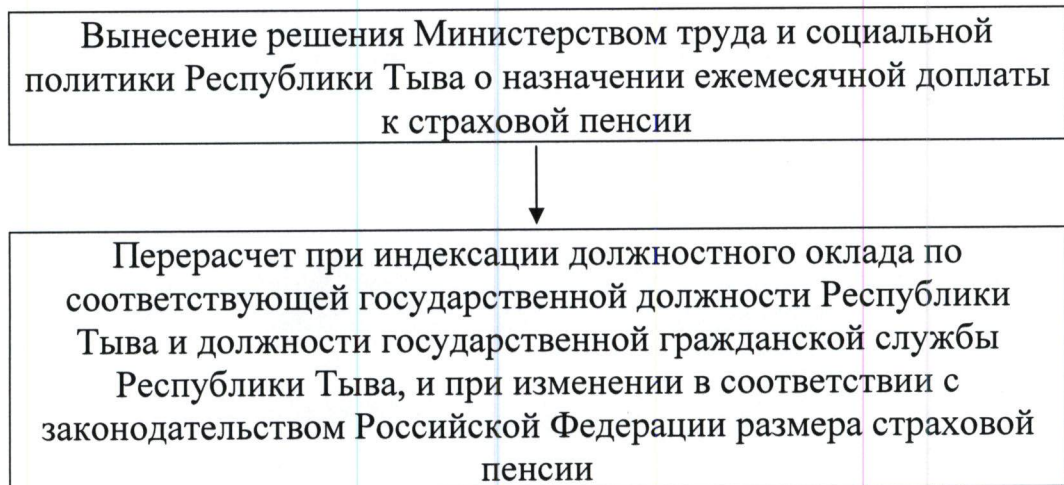 Вынесение решения Министерством труда и социальной
политики Республики Тыва о назначении ежемесячной доплаты
к страховой пенсии
Перерасчет при индексации должностного оклада по
соответствующей государственной должности Республики
Тыва и должности государственной гражданской службы
Республики Тыва, и при изменении в соответствии с
законодательством Российской Федерации размера страховой
пенсии